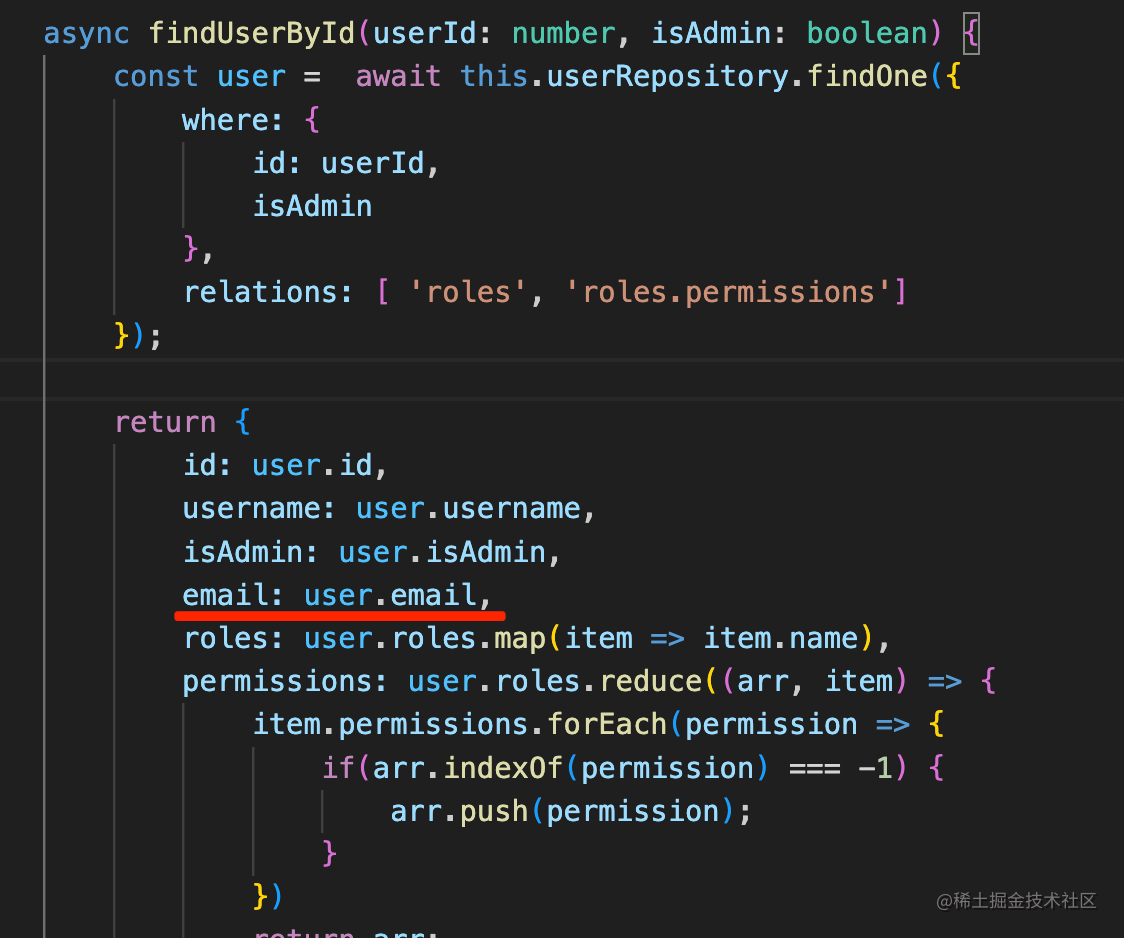 async findUserById(userId: number, isAdmin: boolean) {
    const user =  await this.userRepository.findOne({
        where: {
            id: userId,
            isAdmin
        },
        relations: [ 'roles', 'roles.permissions']
    });

    return {
        id: user.id,
        username: user.username,
        isAdmin: user.isAdmin,
        email: user.email,
        roles: user.roles.map(item => item.name),
        permissions: user.roles.reduce((arr, item) => {
            item.permissions.forEach(permission => {
                if(arr.indexOf(permission) === -1) {
                    arr.push(permission);
                }
            })
            return arr;
@稀土掘金技术社区